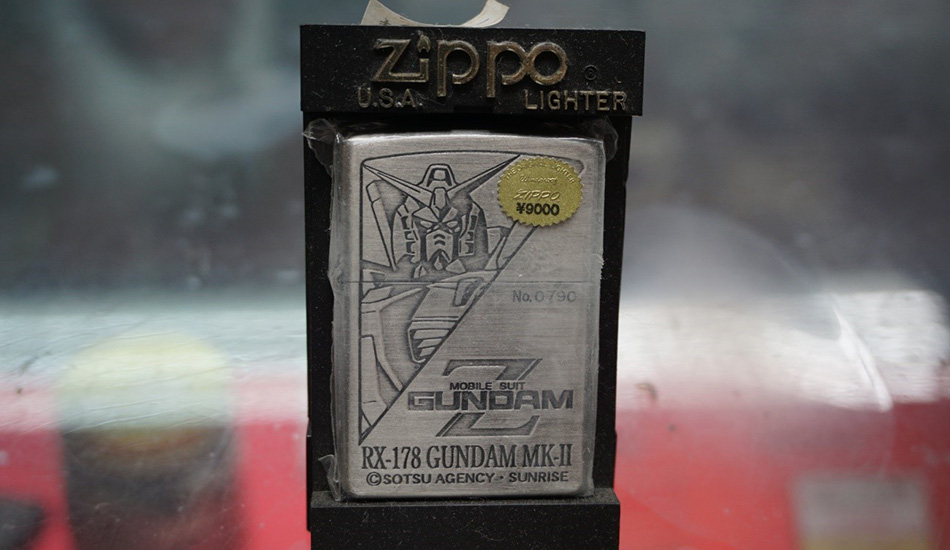 Zippo
U.S.A. LIGHTER
ZIPPO
¥9000
No.0790
Z
MOBILE SUIT
GUNDAM
RX-178 GUNDAM MK-II
©SOTSU AGENCY・SUNRISE